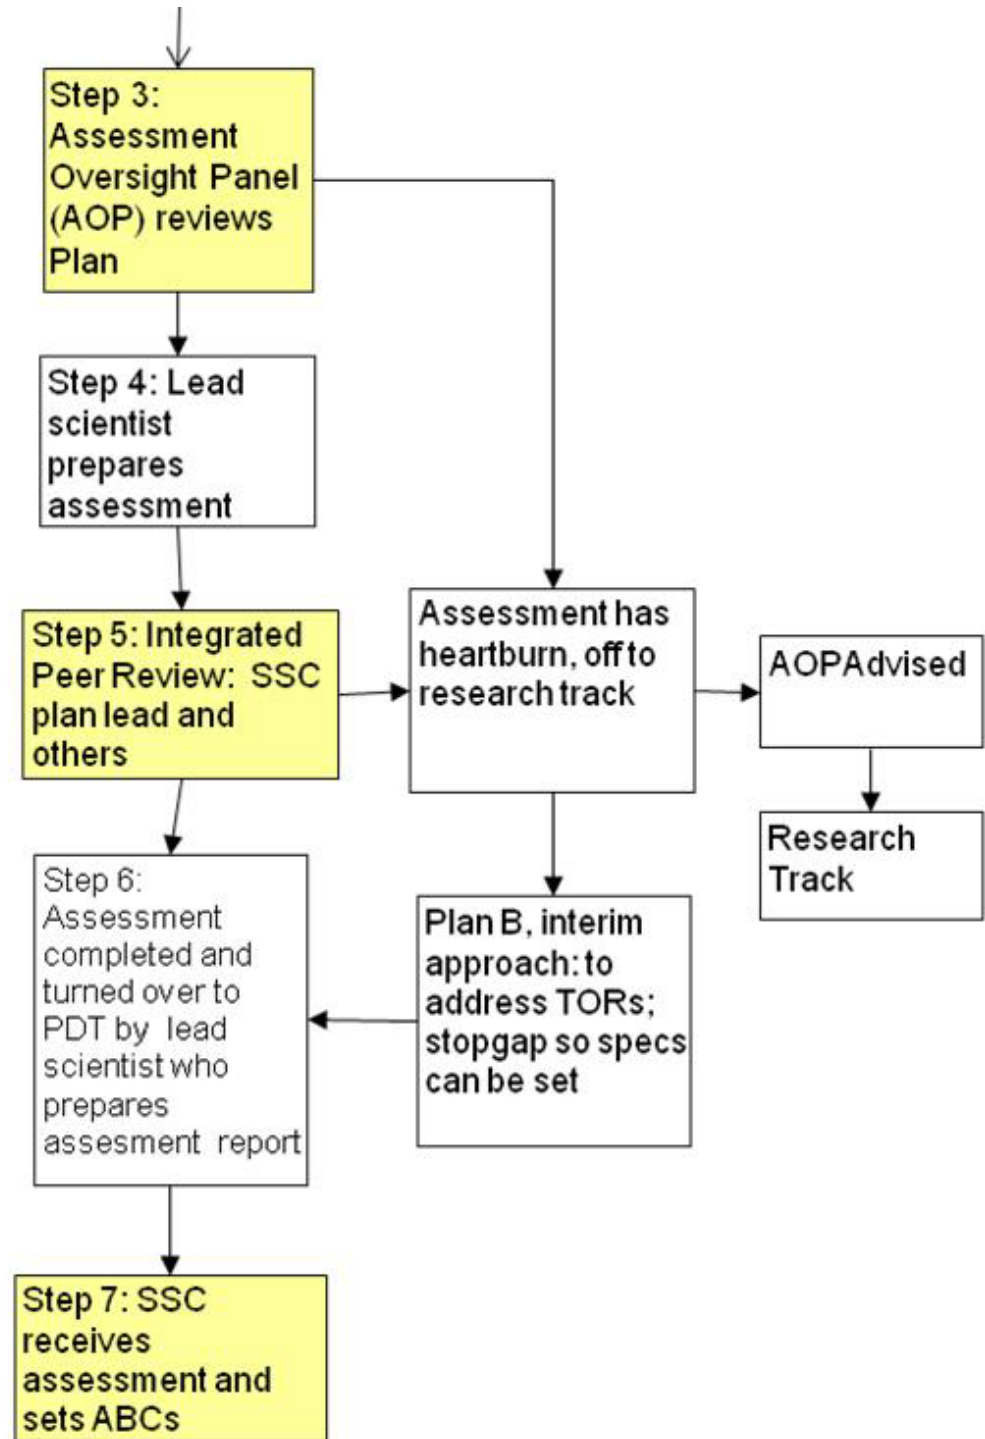 Step 3:
Assessment
Oversight Panel
(AOP) reviews
Plan
Step 4: Lead
scientist
prepares
assessment
Step 5: Integrated
Peer Review: SSC
plan lead and
others
Assessment has
heartburn, off to
research track
AOPAdvised
Research
Track
Step 6:
Assessment
completed and
turned over to
PDT by lead
scientist who
prepares
assesment report
Plan B, interim
approach: to
address TORs;
stopgap so specs
can be set
Step 7: SSC
receives
assessment and
sets ABCs